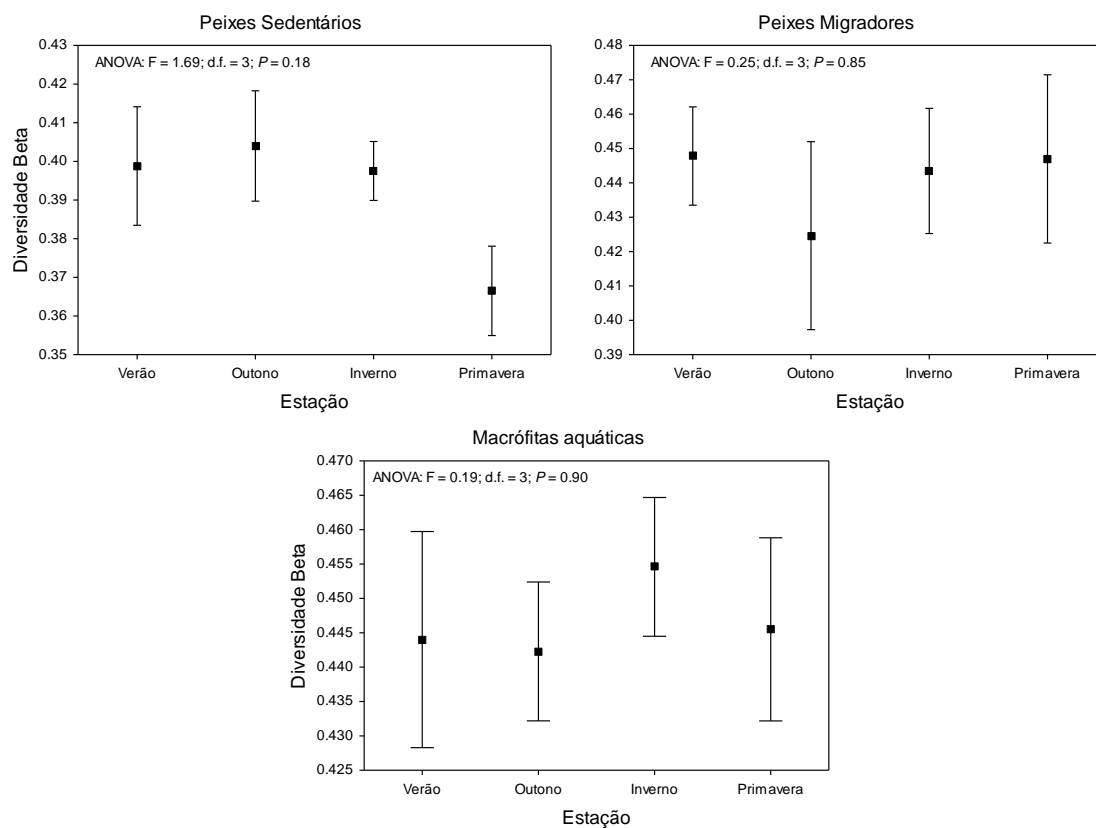 Peixes Sedentários
Peixes Migradores
0.43
0.42
0.41
0.40
0.39
0.38
0.37
0.36
0.35
Diversidade Beta
ANOVA: F = 1.69; d.f. = 3; P = 0.18
Verão Outono Inverno Primavera
Estação
0.48
0.47
0.46
0.45
0.44
0.43
0.42
0.41
0.40
0.39
ANOVA: F = 0.25; d.f. = 3; P = 0.85
Verão Outono Inverno Primavera
Estação
Macrófitas aquáticas
0.470
0.465
0.460
0.455
0.450
0.445
0.440
0.435
0.430
0.425
Diversidade Beta
ANOVA: F = 0.19; d.f. = 3; P = 0.90
Verão Outono Inverno Primavera
Estação